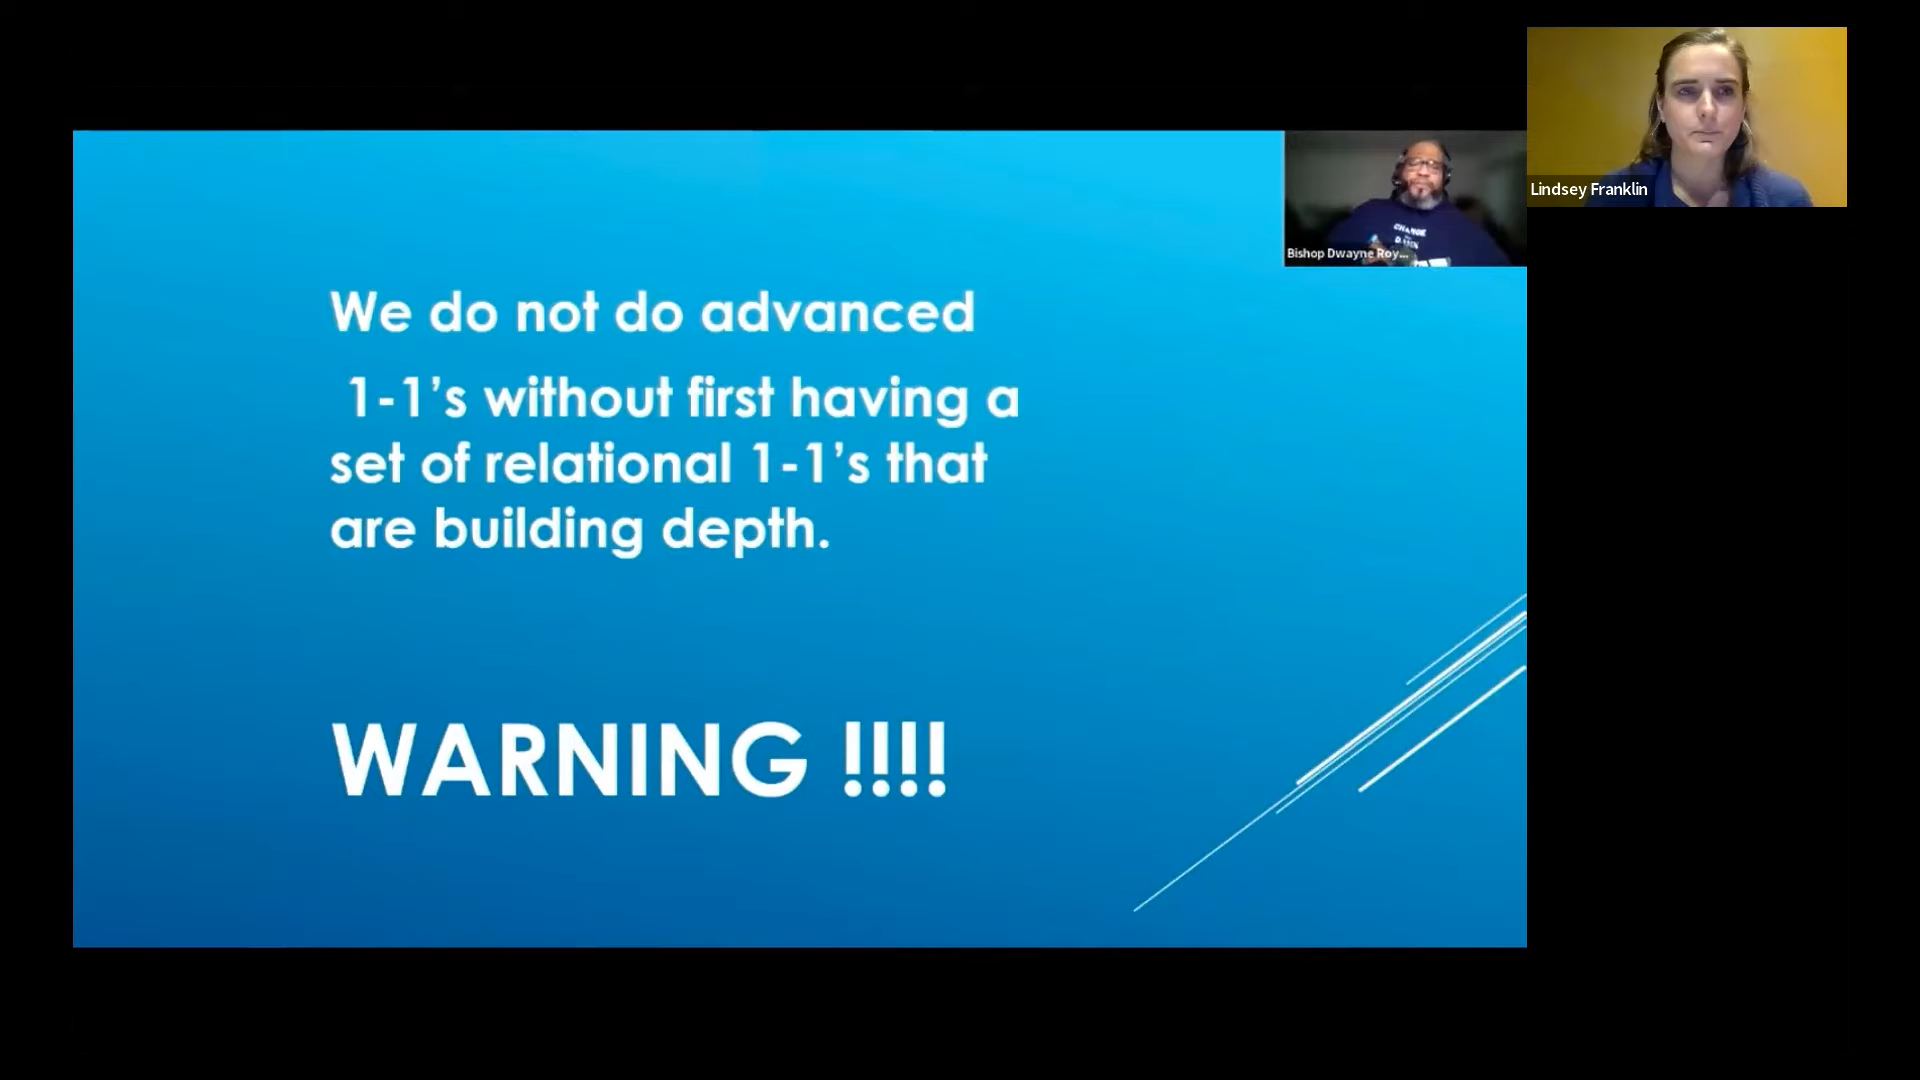 Lindsey Franklin
Bishop Dwayne Roy...
CHANGE
We do not do advanced
1-1’s without first having a
set of relational 1-1’s that
are building depth.
WARNING !!!!